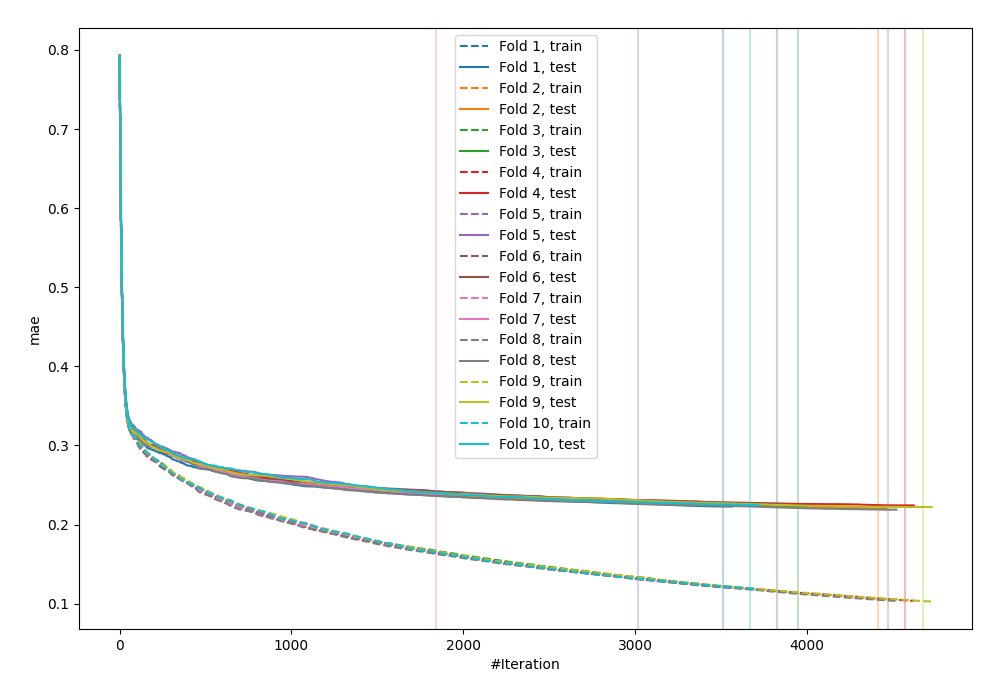 0.8
0.7
0.6
0.5
0.4
0.3
0.2
0.1
mae
Fold 1, train
Fold 1, test
Fold 2, train
Fold 2, test
Fold 3, train
Fold 3, test
Fold 4, train
Fold 4, test
Fold 5, train
Fold 5, test
Fold 6, train
Fold 6, test
Fold 7, train
Fold 7, test
Fold 8, train
Fold 8, test
Fold 9, train
Fold 9, test
Fold 10, train
Fold 10, test
0 1000 2000 3000 4000
#Iteration